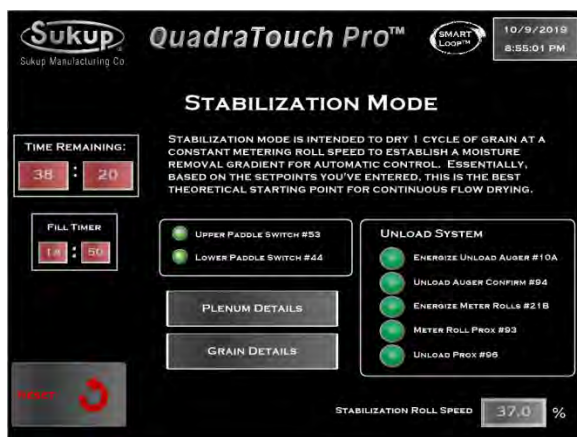 Sukup
Sukup Manufacturing Co.
QuadraTouch Pro™
SMART
LOOP™
10/9/2019
8:55:01 PM
STABILIZATION MODE
TIME REMAINING:
38 : 20
STABILIZATION MODE IS INTENDED TO DRY 1 CYCLE OF GRAIN AT A
CONSTANT METERING ROLL SPEED TO ESTABLISH A MOISTURE
REMOVAL GRADIENT FOR AUTOMATIC CONTROL. ESSENTIALLY,
BASED ON THE SETPOINTS YOU'VE ENTERED, THIS IS THE BEST
THEORETICAL STARTING POINT FOR CONTINUOUS FLOW DRYING.
FILL TIMER
: 50
UPPER PADDLE SWITCH #53
LOWER PADDLE SWITCH #44
UNLOAD SYSTEM
ENERGIZE UNLOAD AUGER #10A
UNLOAD AUGER CONFIRM #94
ENERGIZE METER ROLLS #21B
METER ROLL PROX #93
UNLOAD PROX #96
PLENUM DETAILS
GRAIN DETAILS
RESET
STABILIZATION ROLL SPEED 37.0 %